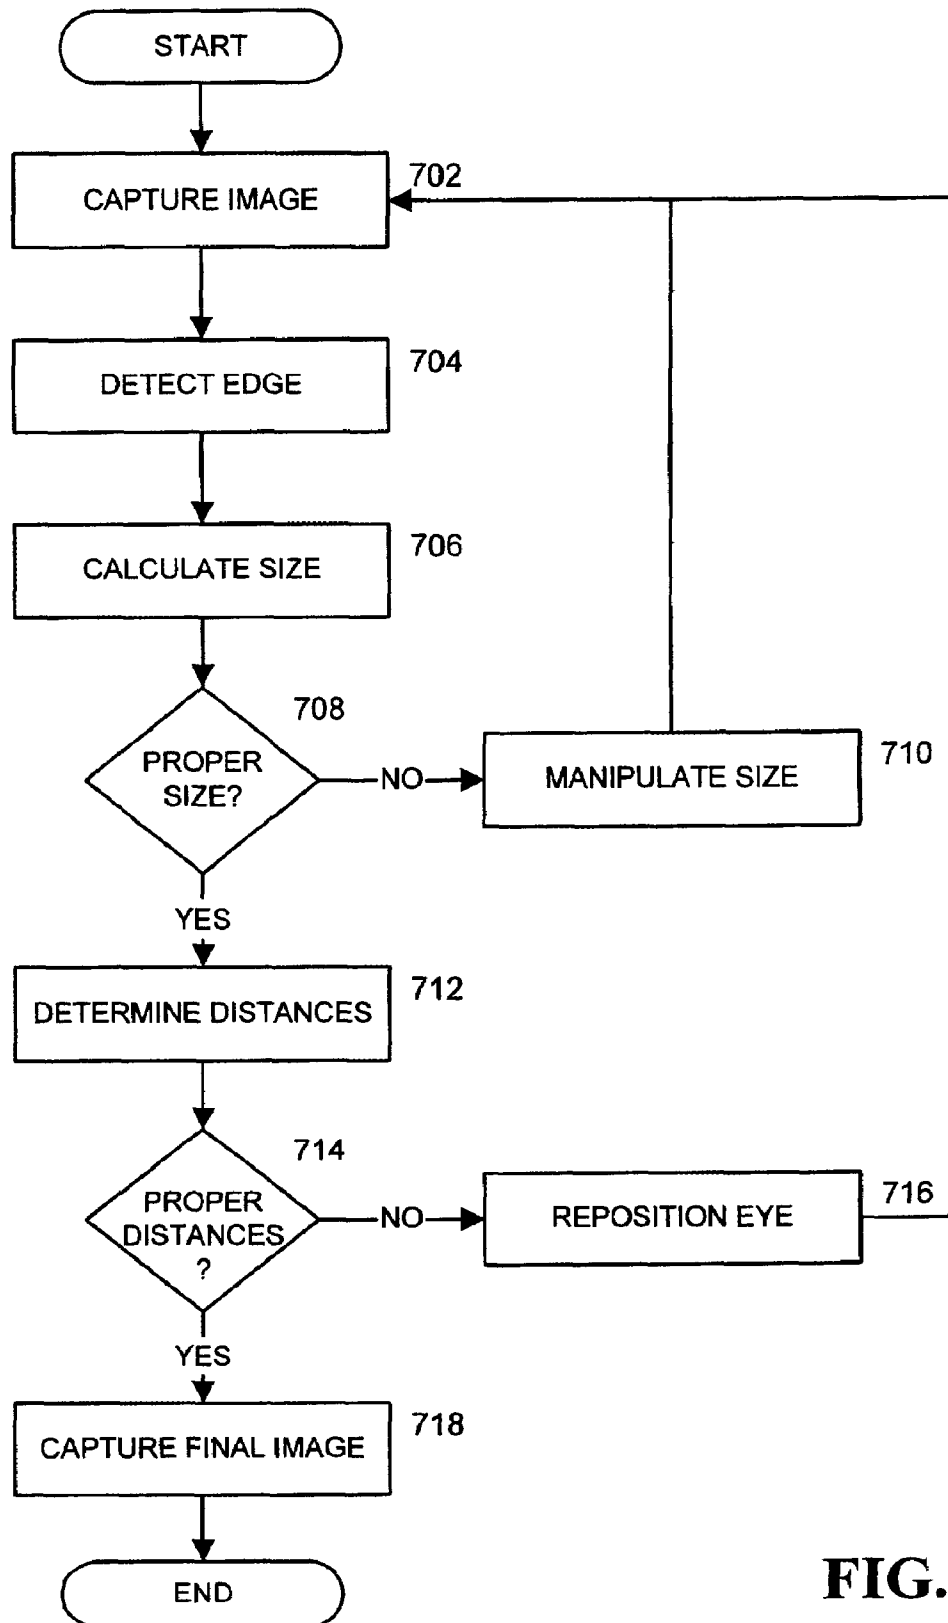 START
CAPTURE IMAGE
702
DETECT EDGE
704
CALCULATE SIZE
706
PROPER
SIZE?
708
NO
MANIPULATE SIZE
710
YES
DETERMINE DISTANCES
712
PROPER
DISTANCES
?
714
NO
REPOSITION EYE
716
YES
CAPTURE FINAL IMAGE
718
END
FIG.